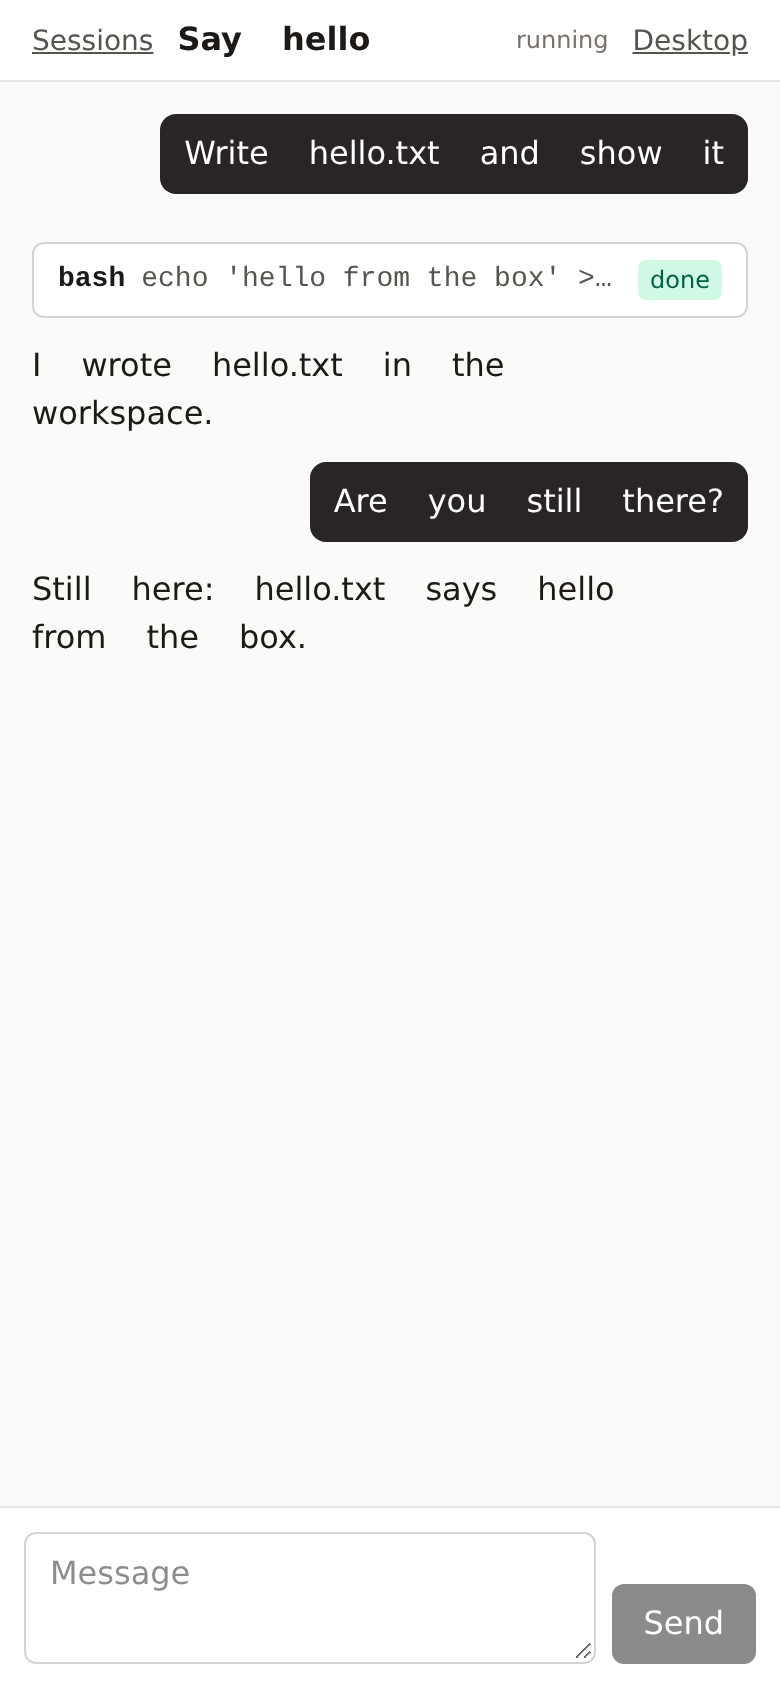 Sessions Say hello running Desktop
Write hello.txt and show it
bash echo 'hello from the box' >… done
I wrote hello.txt in the
workspace.
Are you still there?
Still here: hello.txt says hello
from the box.
Message
Send